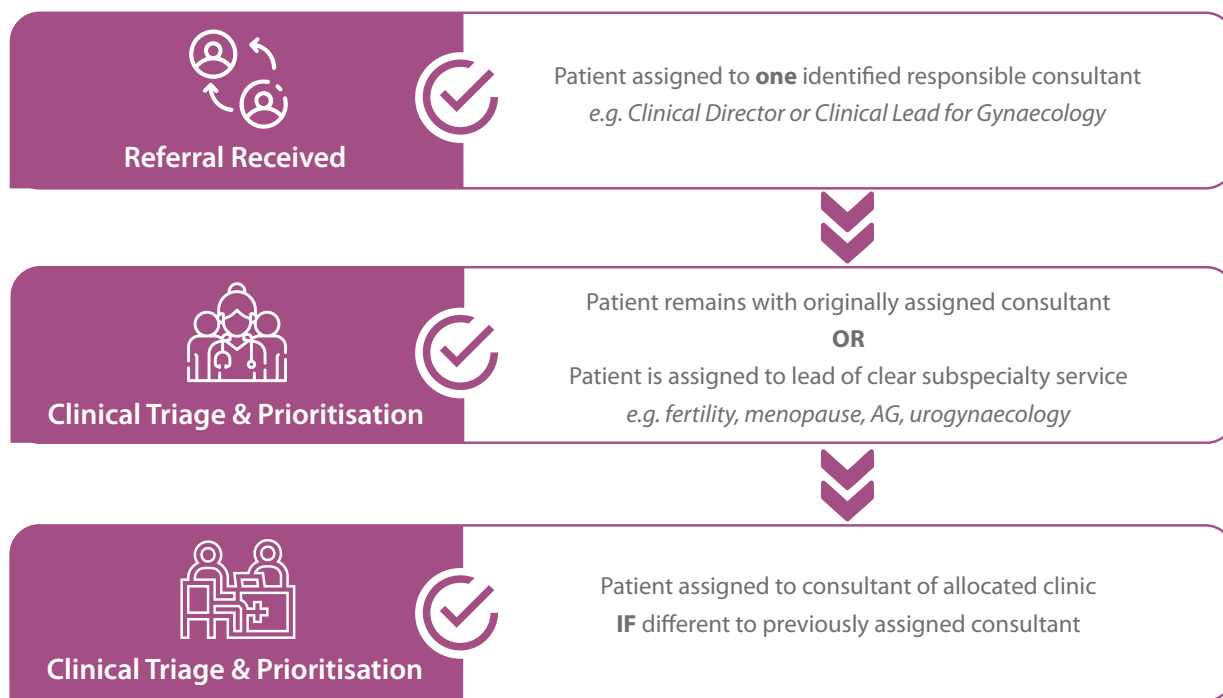 Referral Received
Patient assigned to one identified responsible consultant
e.g. Clinical Director or Clinical Lead for Gynaecology
Clinical Triage & Prioritisation
Patient remains with originally assigned consultant
OR
Patient is assigned to lead of clear subspecialty service
e.g. fertility, menopause, AG, urogynaecology
Clinical Triage & Prioritisation
Patient assigned to consultant of allocated clinic
IF different to previously assigned consultant